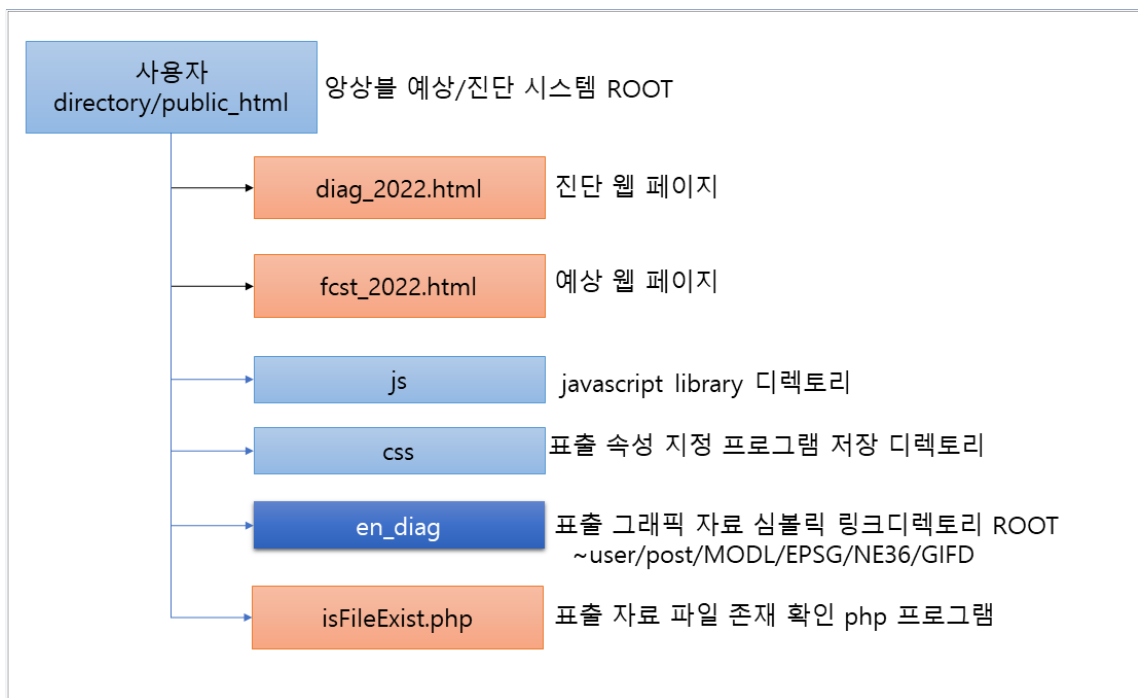 사용자
directory/public_html
앙상블 예상/진단 시스템 ROOT
diag_2022.html
진단 웹 페이지
fcst_2022.html
예상 웹 페이지
js
javascript library 디렉토리
css
표출 속성 지정 프로그램 저장 디렉토리
en_diag
표출 그래픽 자료 심볼릭 링크디렉토리 ROOT
~user/post/MODL/EPSG/NE36/GIFD
isFileExist.php
표출 자료 파일 존재 확인 php 프로그램